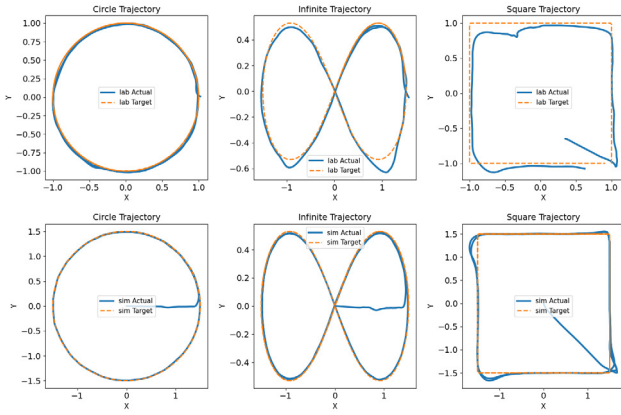 Circle Trajectory
1.00
0.75
0.50
0.25
0.00
-0.25
-0.50
-0.75
-1.00
Y
lab Actual
lab Target
-1.0
-0.5
0.0
0.5
1.0
X
Infinite Trajectory
0.4
0.2
0.0
-0.2
-0.4
-0.6
Y
lab Actual
lab Target
-1
0
1
X
Square Trajectory
1.0
0.5
0.0
-0.5
-1.0
Y
lab Actual
lab Target
-1.0
-0.5
0.0
0.5
1.0
X
Circle Trajectory
1.5
1.0
0.5
0.0
-0.5
-1.0
-1.5
Y
sim Actual
sim Target
-1
0
1
X
Infinite Trajectory
0.4
0.2
0.0
-0.2
-0.4
Y
sim Actual
sim Target
-1
0
1
X
Square Trajectory
1.5
1.0
0.5
0.0
-0.5
-1.0
-1.5
Y
sim Actual
sim Target
-1
0
1
X